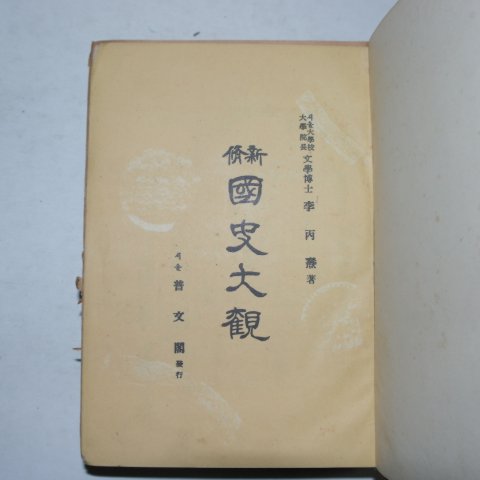 서울大學校
大學院長 文學博士 李丙燾 著
新修
國史大観
서울 普文閣 發行